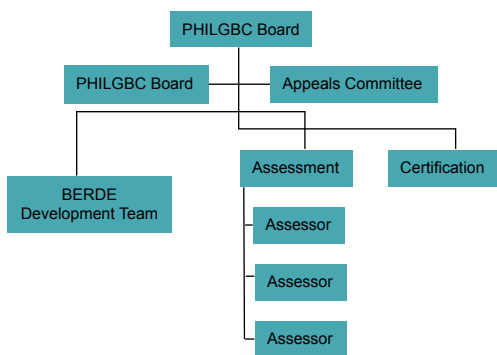 PHILGBC Board
PHILGBC Board
Appeals Committee
BERDE
Development Team
Assessment
Certification
Assessor
Assessor
Assessor